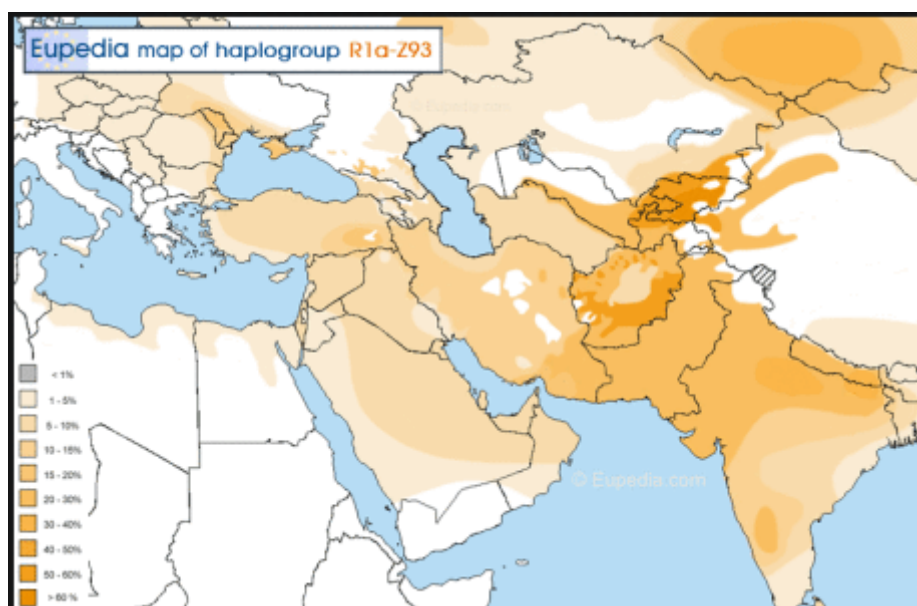 Eupedia map of haplogroup R1a-Z93
© Eupedia.com
© Eupedia.com
< 1%
1 - 5%
5 - 10%
10 - 15%
15 - 20%
20 - 30%
30 - 40%
40 - 50%
50 - 60%
> 60 %